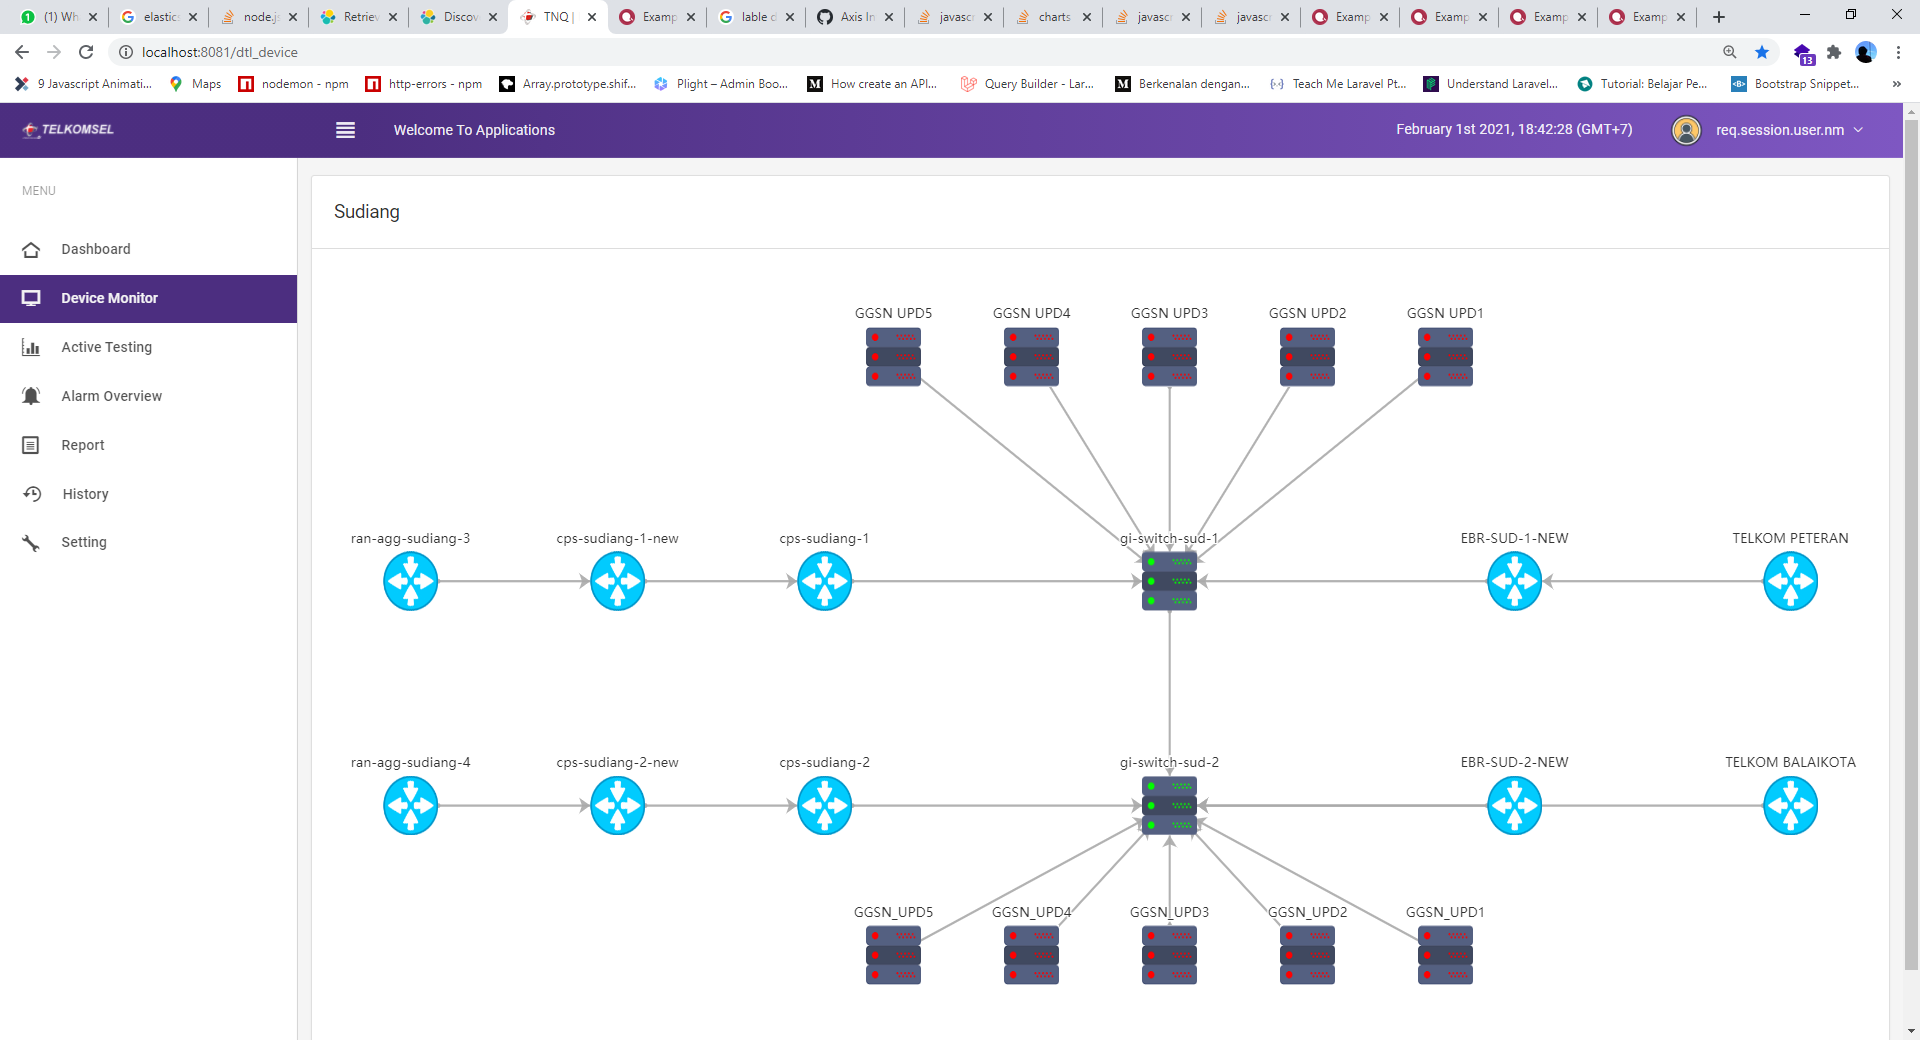 (1) Wh
elastic
node.js
Retriev
Discov
TNQ |
Examp
lable d
Axis In
javascr
charts
javascr
javascr
Examp
Examp
Examp
Examp
localhost:8081/dtl_device
13
9 Javascript Animati...
Maps
nodemon - npm
http-errors - npm
Array.prototype.shif...
Plight – Admin Boo...
How create an API...
Query Builder - Lar...
Berkenalan dengan...
Teach Me Laravel Pt...
Understand Laravel...
Tutorial: Belajar Pe...
Bootstrap Snippet...
»
TELKOMSEL
Welcome To Applications
February 1st 2021, 18:42:28 (GMT+7)
req.session.user.nm
MENU
Dashboard
Device Monitor
Active Testing
Alarm Overview
Report
History
Setting
Sudiang
GGSN UPD5
GGSN UPD4
GGSN UPD3
GGSN UPD2
GGSN UPD1
ran-agg-sudiang-3
cps-sudiang-1-new
cps-sudiang-1
gi-switch-sud-1
EBR-SUD-1-NEW
TELKOM PETERAN
ran-agg-sudiang-4
cps-sudiang-2-new
cps-sudiang-2
gi-switch-sud-2
EBR-SUD-2-NEW
TELKOM BALAIKOTA
GGSN_UPD5
GGSN_UPD4
GGSN_UPD3
GGSN_UPD2
GGSN_UPD1